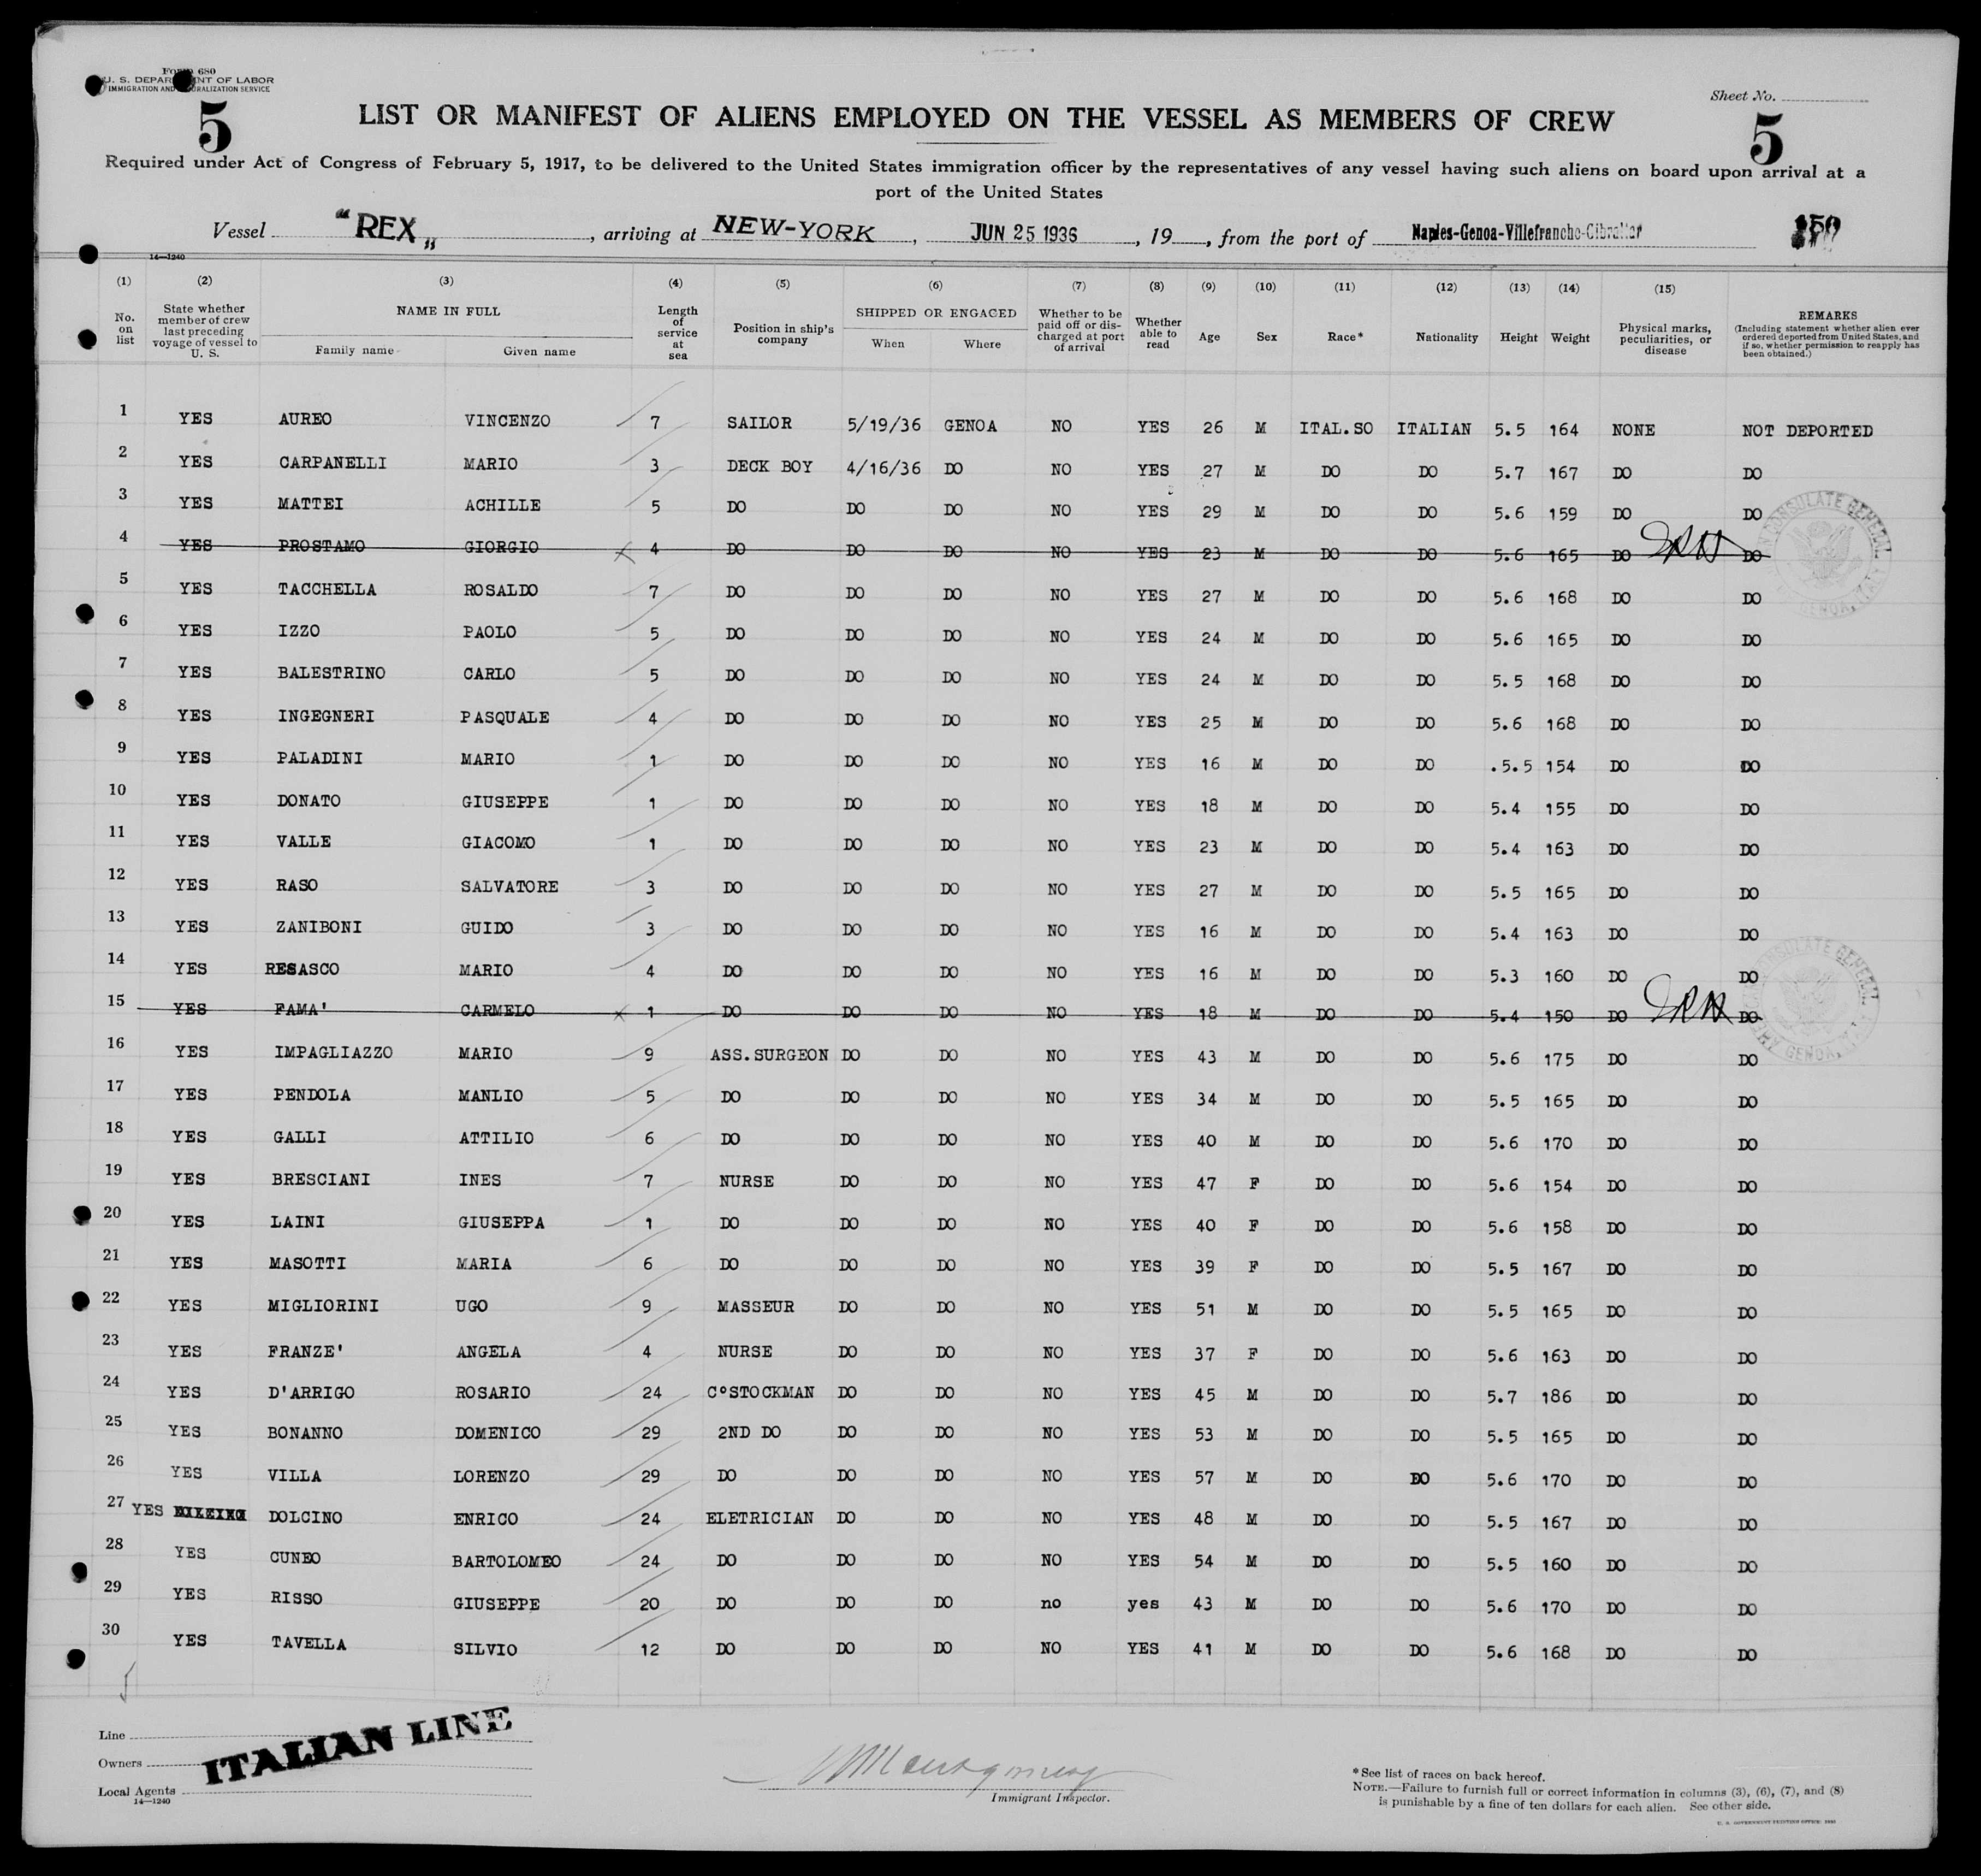 Form 680
U. S. DEPARTMENT OF LABOR
IMMIGRATION AND NATURALIZATION SERVICE
Sheet No.
5
5
LIST OR MANIFEST OF ALIENS EMPLOYED ON THE VESSEL AS MEMBERS OF CREW
Required under Act of Congress of February 5, 1917, to be delivered to the United States immigration officer by the representatives of any vessel having such aliens on board upon arrival at a
port of the United States
Vessel "REX„ , arriving at NEW-YORK , JUN 25 1936 , 19 , from the port of Naples-Genoa-Villefranche-Gibraltar
14—1240
(1) (2) (3) (4) (5) (6) (7) (8) (9) (10) (11) (12) (13) (14) (15)
No. on list
State whether member of crew last preceding voyage of vessel to U. S.
NAME IN FULL
Family name
Given name
Length of service at sea
Position in ship's company
SHIPPED OR ENGAGED
When
Where
Whether to be paid off or discharged at port of arrival
Whether able to read
Age
Sex
Race*
Nationality
Height
Weight
Physical marks, peculiarities, or disease
REMARKS
(Including statement whether alien ever ordered deported from United States, and if so, whether permission to reapply has been obtained.)
1 YES AUREO VINCENZO 7 SAILOR 5/19/36 GENOA NO YES 26 M ITAL.SO ITALIAN 5.5 164 NONE NOT DEPORTED
2 YES CARPANELLI MARIO 3 DECK BOY 4/16/36 DO NO YES 27 M DO DO 5.7 167 DO DO
3 YES MATTEI ACHILLE 5 DO DO DO NO YES 29 M DO DO 5.6 159 DO DO
4 YES PROSTAMO GIORGIO 4 DO DO DO NO YES 23 M DO DO 5.6 165 DO DO
5 YES TACCHELLA ROSALDO 7 DO DO DO NO YES 27 M DO DO 5.6 168 DO DO
6 YES IZZO PAOLO 5 DO DO DO NO YES 24 M DO DO 5.6 165 DO DO
7 YES BALESTRINO CARLO 5 DO DO DO NO YES 24 M DO DO 5.5 168 DO DO
8 YES INGEGNERI PASQUALE 4 DO DO DO NO YES 25 M DO DO 5.6 168 DO DO
9 YES PALADINI MARIO 1 DO DO DO NO YES 16 M DO DO .5.5 154 DO DO
10 YES DONATO GIUSEPPE 1 DO DO DO NO YES 18 M DO DO 5.4 155 DO DO
11 YES VALLE GIACOMO 1 DO DO DO NO YES 23 M DO DO 5.4 163 DO DO
12 YES RASO SALVATORE 3 DO DO DO NO YES 27 M DO DO 5.5 165 DO DO
13 YES ZANIBONI GUIDO 3 DO DO DO NO YES 16 M DO DO 5.4 163 DO DO
14 YES RESASCO MARIO 4 DO DO DO NO YES 16 M DO DO 5.3 160 DO DO
15 YES FAMA' CARMELO 1 DO DO DO NO YES 18 M DO DO 5.4 150 DO DO
16 YES IMPAGLIAZZO MARIO 9 ASS.SURGEON DO DO NO YES 43 M DO DO 5.6 175 DO DO
17 YES PENDOLA MANLIO 5 DO DO DO NO YES 34 M DO DO 5.5 165 DO DO
18 YES GALLI ATTILIO 6 DO DO DO NO YES 40 M DO DO 5.6 170 DO DO
19 YES BRESCIANI INES 7 NURSE DO DO NO YES 47 F DO DO 5.6 154 DO DO
20 YES LAINI GIUSEPPA 1 DO DO DO NO YES 40 F DO DO 5.6 158 DO DO
21 YES MASOTTI MARIA 6 DO DO DO NO YES 39 F DO DO 5.5 167 DO DO
22 YES MIGLIORINI UGO 9 MASSEUR DO DO NO YES 51 M DO DO 5.5 165 DO DO
23 YES FRANZE' ANGELA 4 NURSE DO DO NO YES 37 F DO DO 5.6 163 DO DO
24 YES D'ARRIGO ROSARIO 24 C°STOCKMAN DO DO NO YES 45 M DO DO 5.7 186 DO DO
25 YES BONANNO DOMENICO 29 2ND DO DO DO NO YES 53 M DO DO 5.5 165 DO DO
26 YES VILLA LORENZO 29 DO DO DO NO YES 57 M DO DO 5.6 170 DO DO
27 YES DOLCINO ENRICO 24 ELETRICIAN DO DO NO YES 48 M DO DO 5.5 167 DO DO
28 YES CUNEO BARTOLOMEO 24 DO DO DO NO YES 54 M DO DO 5.5 160 DO DO
29 YES RISSO GIUSEPPE 20 DO DO DO no yes 43 M DO DO 5.6 170 DO DO
30 YES TAVELLA SILVIO 12 DO DO DO NO YES 41 M DO DO 5.6 168 DO DO
Line
Owners
Local Agents
14—1240
ITALIAN LINE
Montgomery
Immigrant Inspector.
*See list of races on back hereof.
NOTE.—Failure to furnish full or correct information in columns (3), (6), (7), and (8)
is punishable by a fine of ten dollars for each alien. See other side.
U. S. GOVERNMENT PRINTING OFFICE